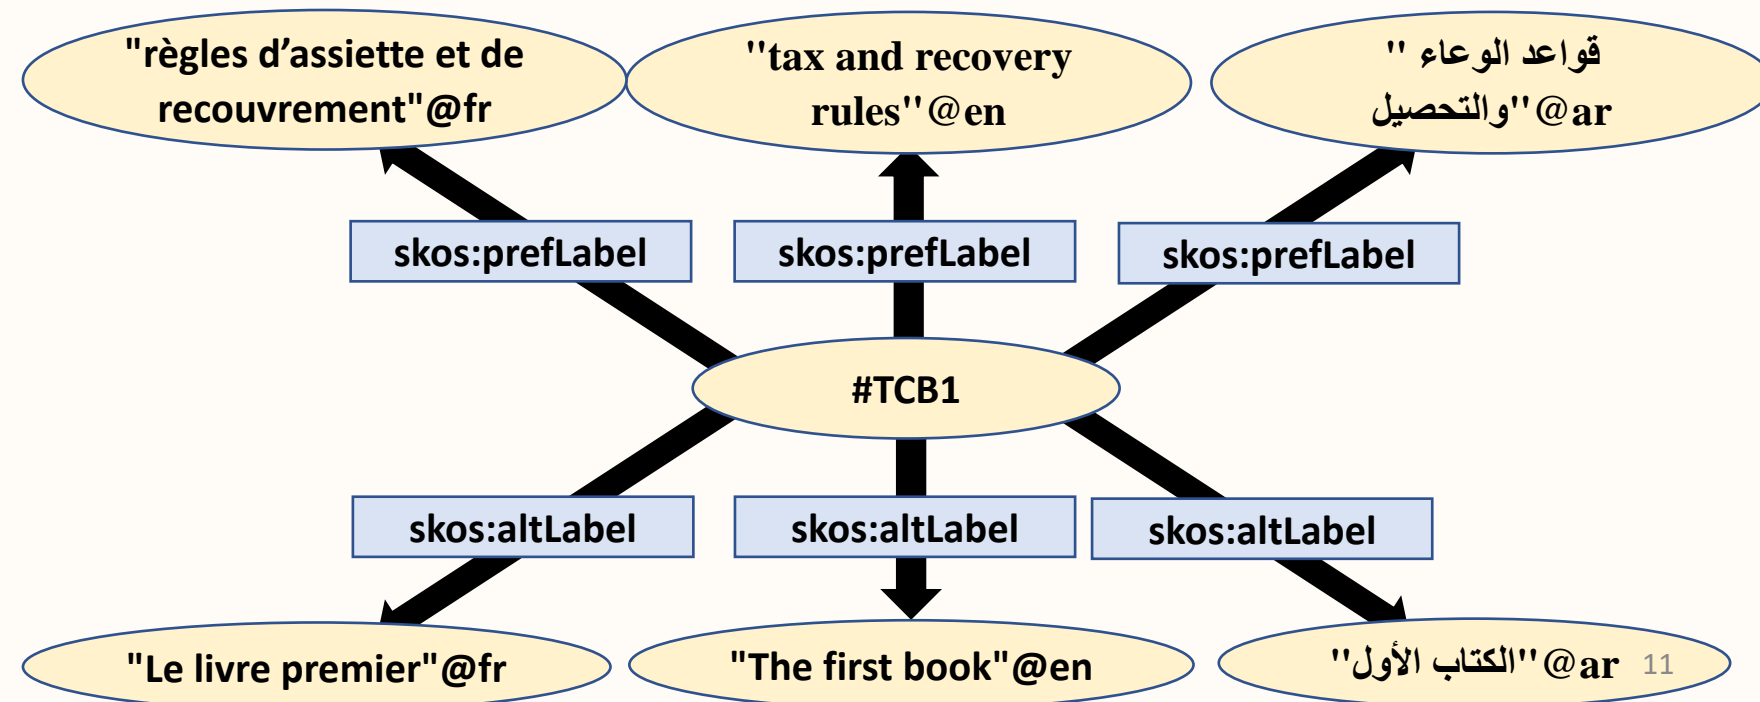 "règles d’assiette et de
recouvrement"@fr
"tax and recovery
rules"@en
قواعد الوعاء "
والتحصيل"@ar
skos:prefLabel
skos:prefLabel
skos:prefLabel
#TCB1
skos:altLabel
skos:altLabel
skos:altLabel
"Le livre premier"@fr
"The first book"@en
"الكتاب الأول"@ar
11